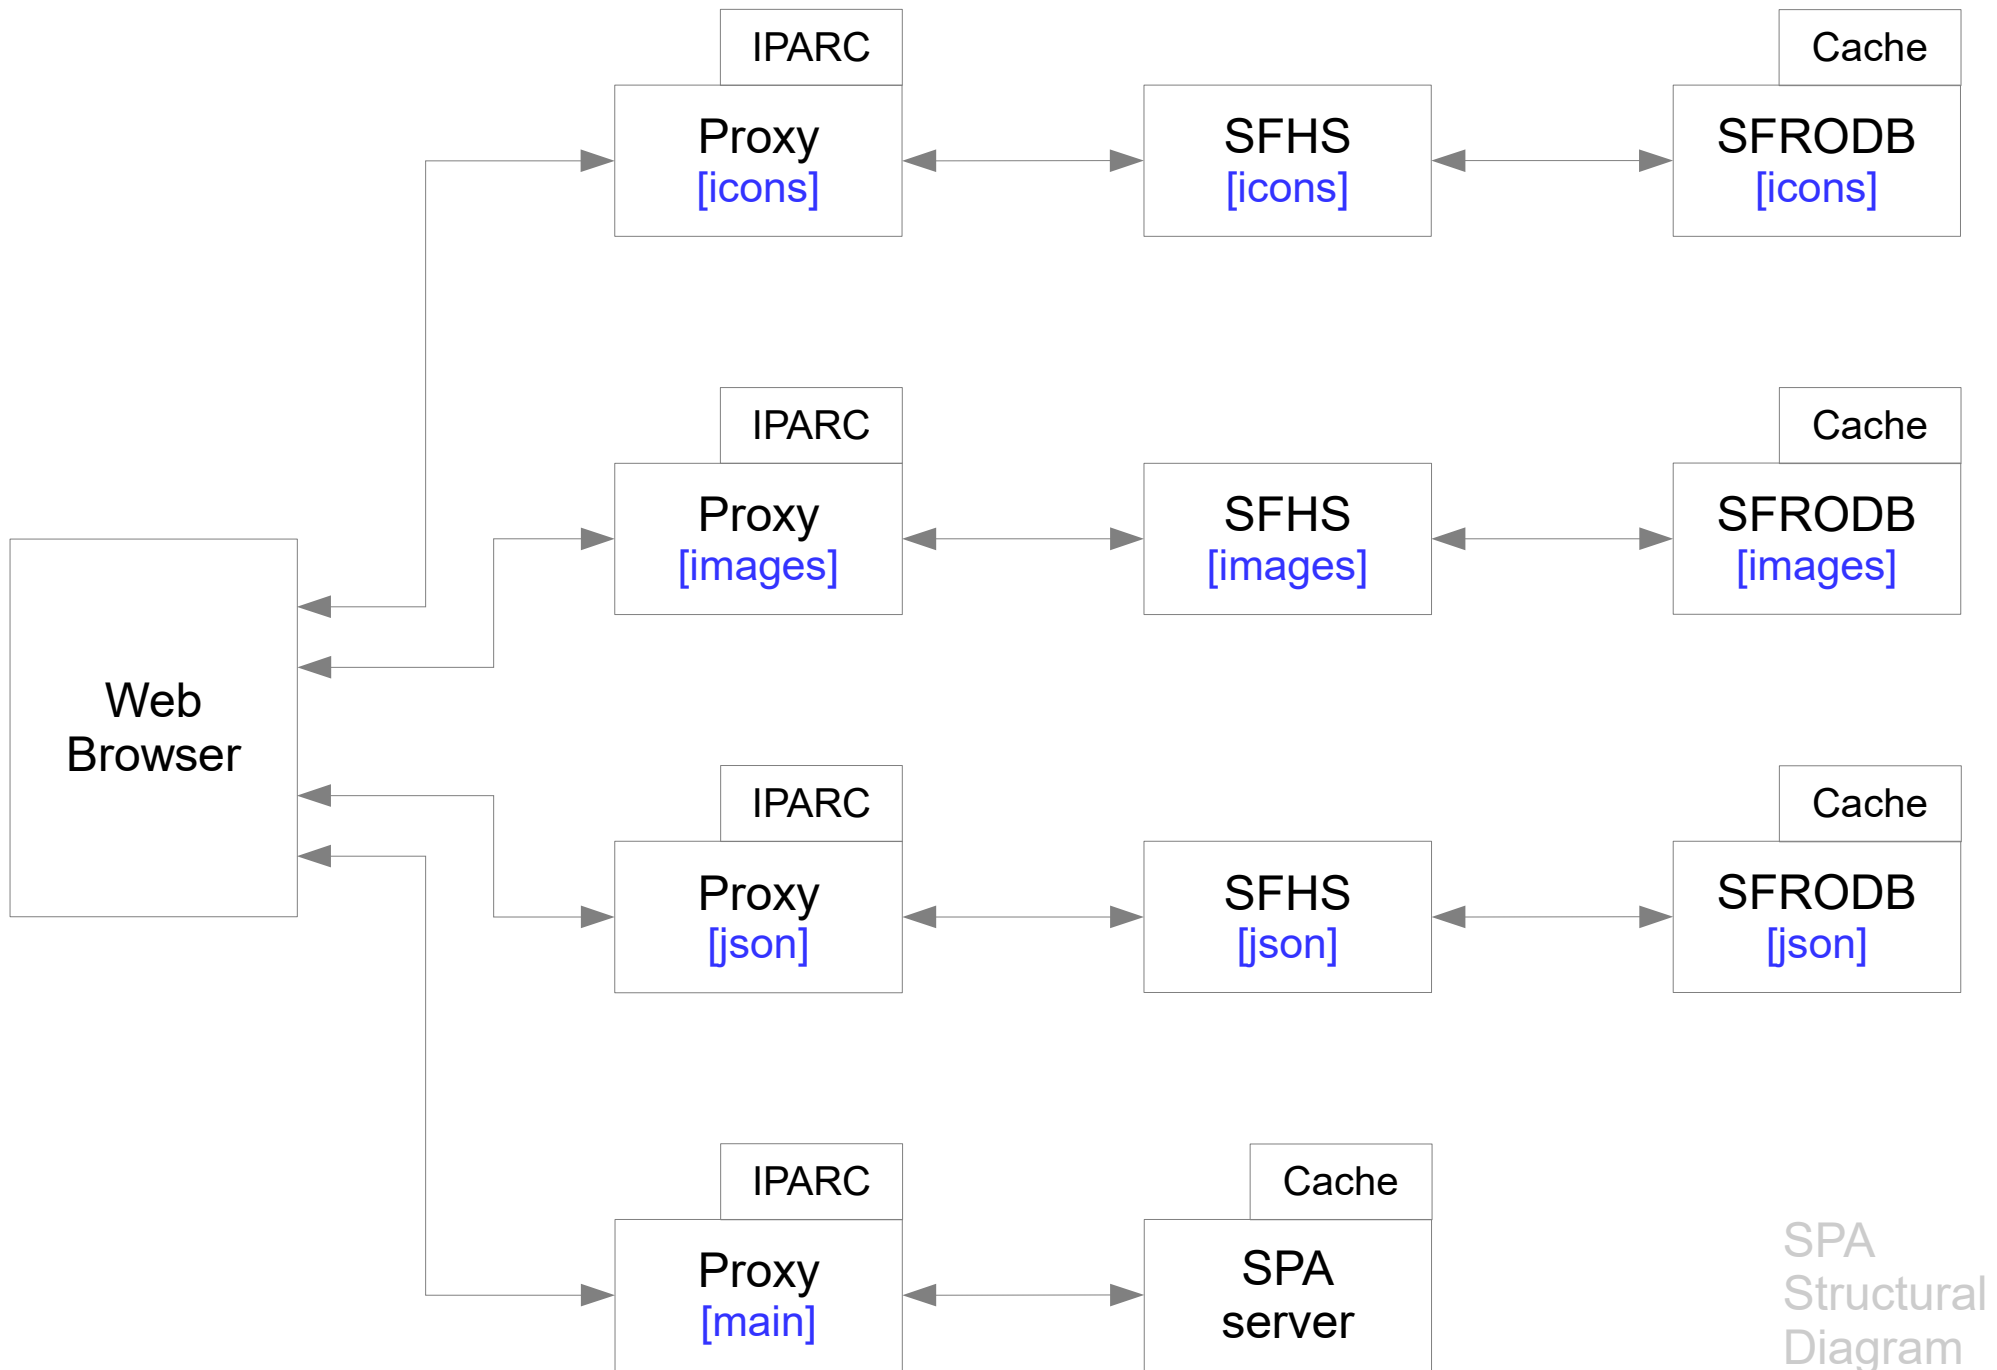 IPARC
Cache
Proxy
[icons]
SFHS
[icons]
SFRODB
[icons]
IPARC
Cache
Proxy
[images]
SFHS
[images]
SFRODB
[images]
Web
Browser
IPARC
Cache
Proxy
[json]
SFHS
[json]
SFRODB
[json]
IPARC
Cache
Proxy
[main]
SPA
server
SPA
Structural
Diagram